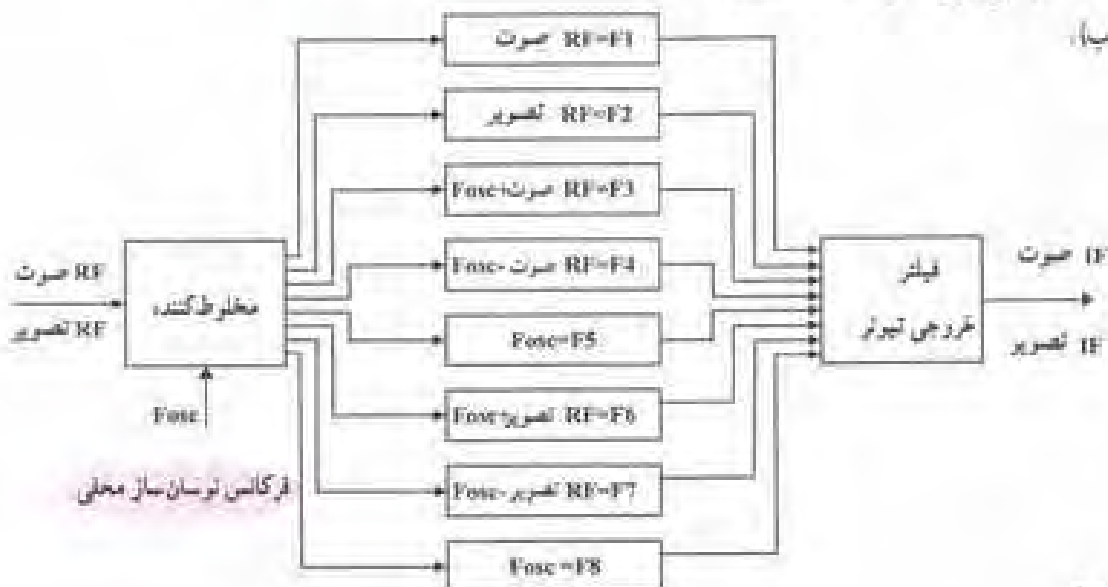 ب) .
صوت RF=F1
تصویر RF=F2
Fosc+صوت RF=F3
Fosc-صوت RF=F4
Fosc=F5
Fosc+تصویر RF=F6
Fosc-تصویر RF=F7
Fosc=F8
صوت RF
تصویر RF
مخلوط‌کننده
Fosc
فرکانس نوسان‌ساز محلی
فیلتر
خروجی تیونر
صوت IF
تصویر IF